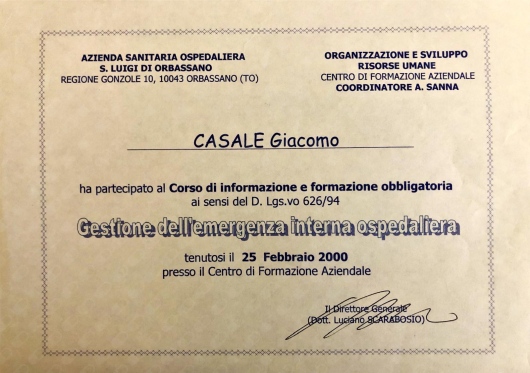 AZIENDA SANITARIA OSPEDALIERA
S. LUIGI DI ORBASSANO
REGIONE GONZOLE 10, 10043 ORBASSANO (TO)
ORGANIZZAZIONE E SVILUPPO
RISORSE UMANE
CENTRO DI FORMAZIONE AZIENDALE
COORDINATORE A. SANNA
CASALE Giacomo
ha partecipato al Corso di informazione e formazione obbligatoria
ai sensi del D. Lgs.vo 626/94
Gestione dell'emergenza interna ospedaliera
tenutosi il 25 Febbraio 2000
presso il Centro di Formazione Aziendale
Il Direttore Generale
(Dott. Luciano SCARABOSIO)